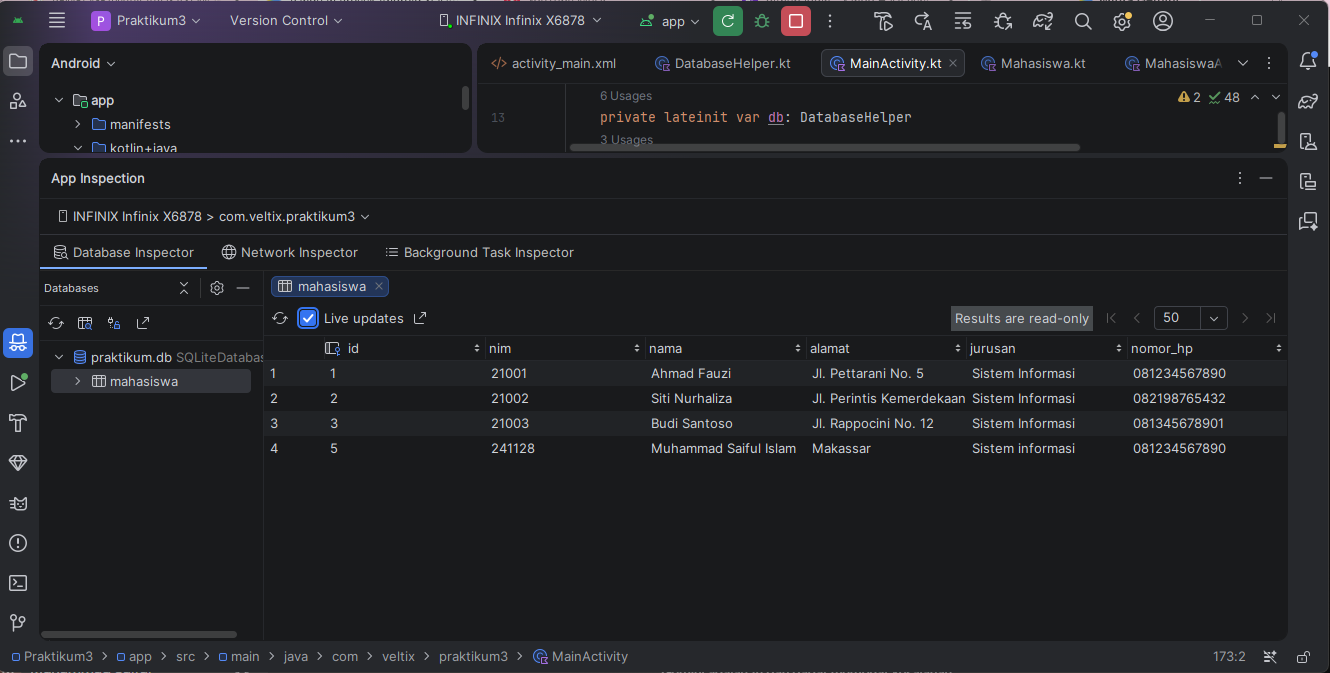 P Praktikum3 Version Control INFINIX Infinix X6878 app
Android
activity_main.xml DatabaseHelper.kt MainActivity.kt Mahasiswa.kt MahasiswaA
app
manifests
kotlin+java
6 Usages
2 48
13 private lateinit var db: DatabaseHelper
3 Usages
App Inspection
INFINIX Infinix X6878 > com.veltix.praktikum3
Database Inspector Network Inspector Background Task Inspector
Databases
mahasiswa
Live updates
Results are read-only
50
praktikum.db SQLiteDatabas
mahasiswa
id nim nama alamat jurusan nomor_hp
1 1 21001 Ahmad Fauzi Jl. Pettarani No. 5 Sistem Informasi 081234567890
2 2 21002 Siti Nurhaliza Jl. Perintis Kemerdekaan Sistem Informasi 082198765432
3 3 21003 Budi Santoso Jl. Rappocini No. 12 Sistem Informasi 081345678901
4 5 241128 Muhammad Saiful Islam Makassar Sistem informasi 081234567890
Praktikum3 > app > src > main > java > com > veltix > praktikum3 > MainActivity
173:2